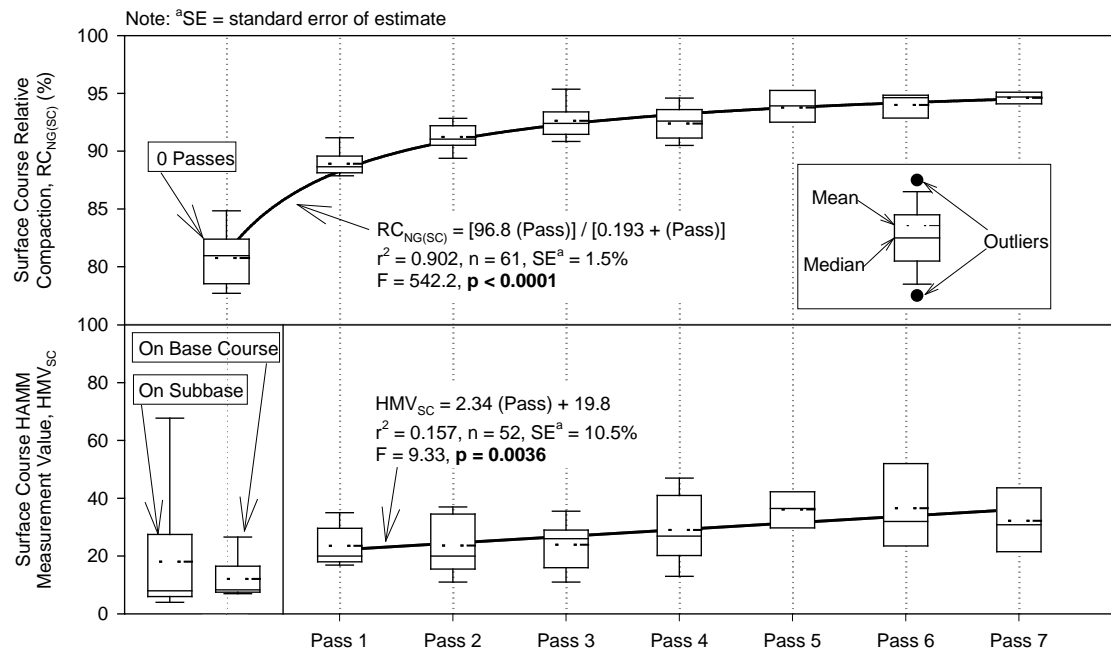 Note: ᵃSE = standard error of estimate
Surface Course Relative
Compaction, RC_NG(SC) (%)
100
95
90
85
80
0 Passes
RC_NG(SC) = [96.8 (Pass)] / [0.193 + (Pass)]
r² = 0.902, n = 61, SEᵃ = 1.5%
F = 542.2, p < 0.0001
Mean
Median
Outliers
Surface Course HAMM
Measurement Value, HMV_SC
100
80
60
40
20
0
On Base Course
On Subbase
HMV_SC = 2.34 (Pass) + 19.8
r² = 0.157, n = 52, SEᵃ = 10.5%
F = 9.33, p = 0.0036
Pass 1
Pass 2
Pass 3
Pass 4
Pass 5
Pass 6
Pass 7